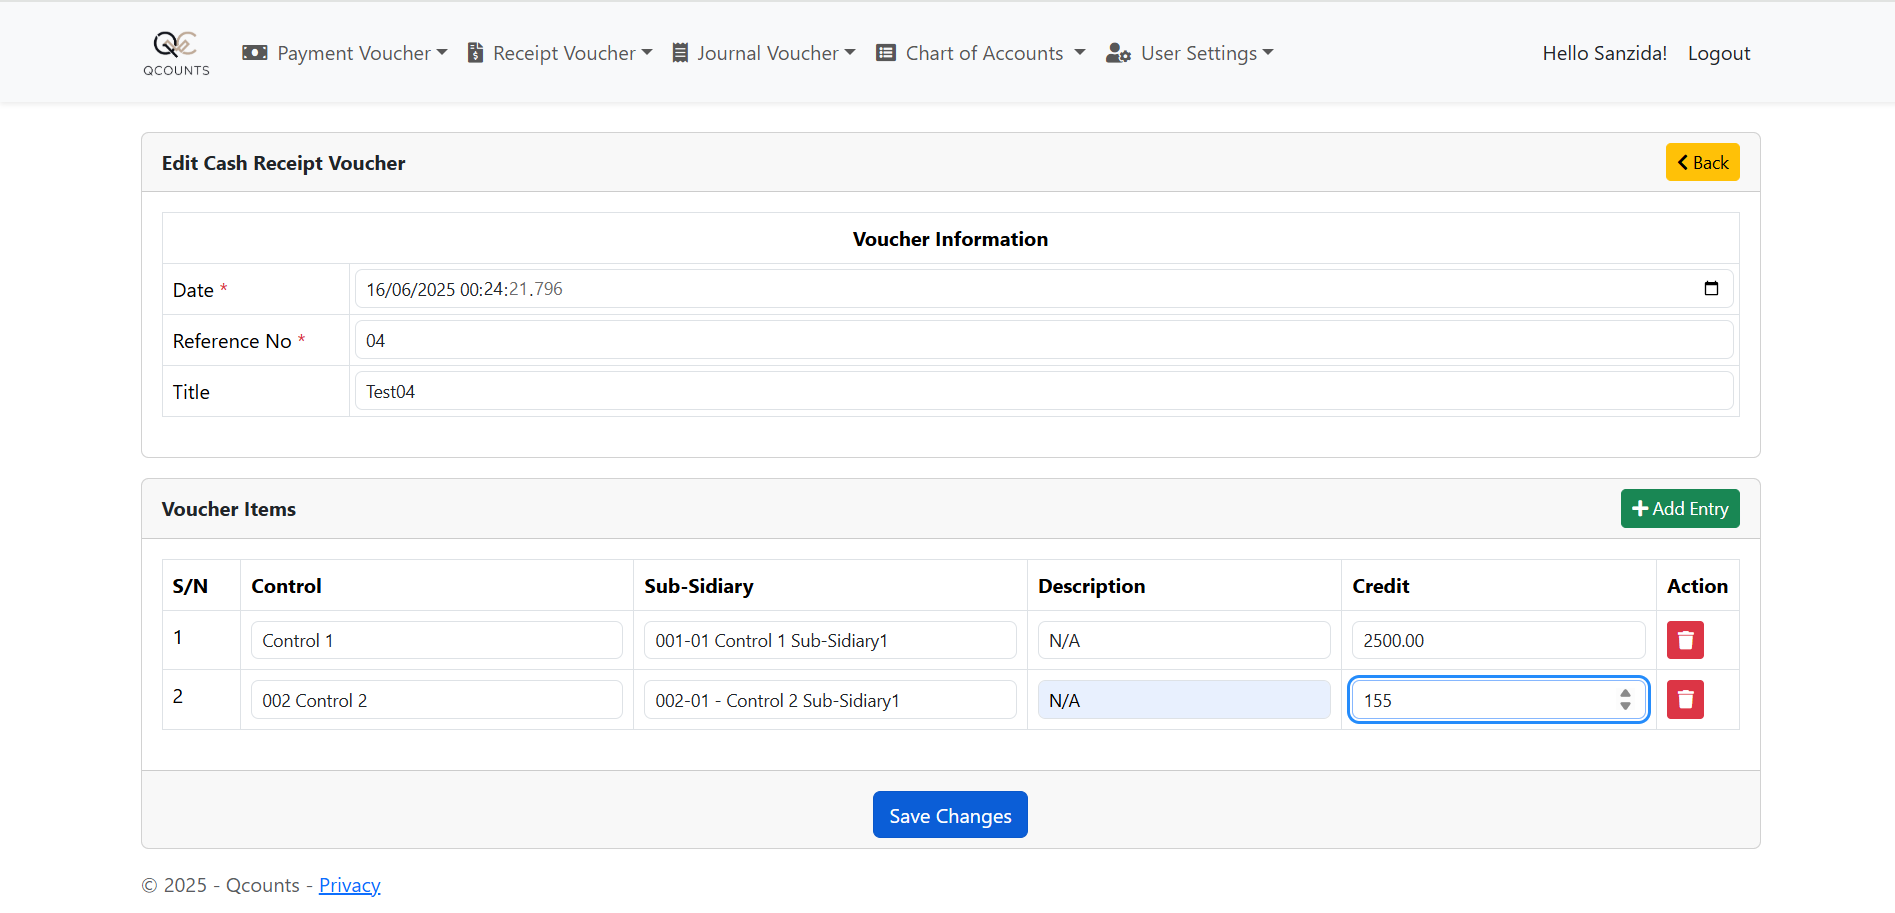 QCOUNTS
Payment Voucher Receipt Voucher Journal Voucher Chart of Accounts User Settings Hello Sanzida! Logout
Edit Cash Receipt Voucher Back
Voucher Information
Date * 16/06/2025 00:24:21.796
Reference No * 04
Title Test04
Voucher Items Add Entry
S/N Control Sub-Sidiary Description Credit Action
1 Control 1 001-01 Control 1 Sub-Sidiary1 N/A 2500.00
2 002 Control 2 002-01 - Control 2 Sub-Sidiary1 N/A 155
Save Changes
© 2025 - Qcounts - Privacy